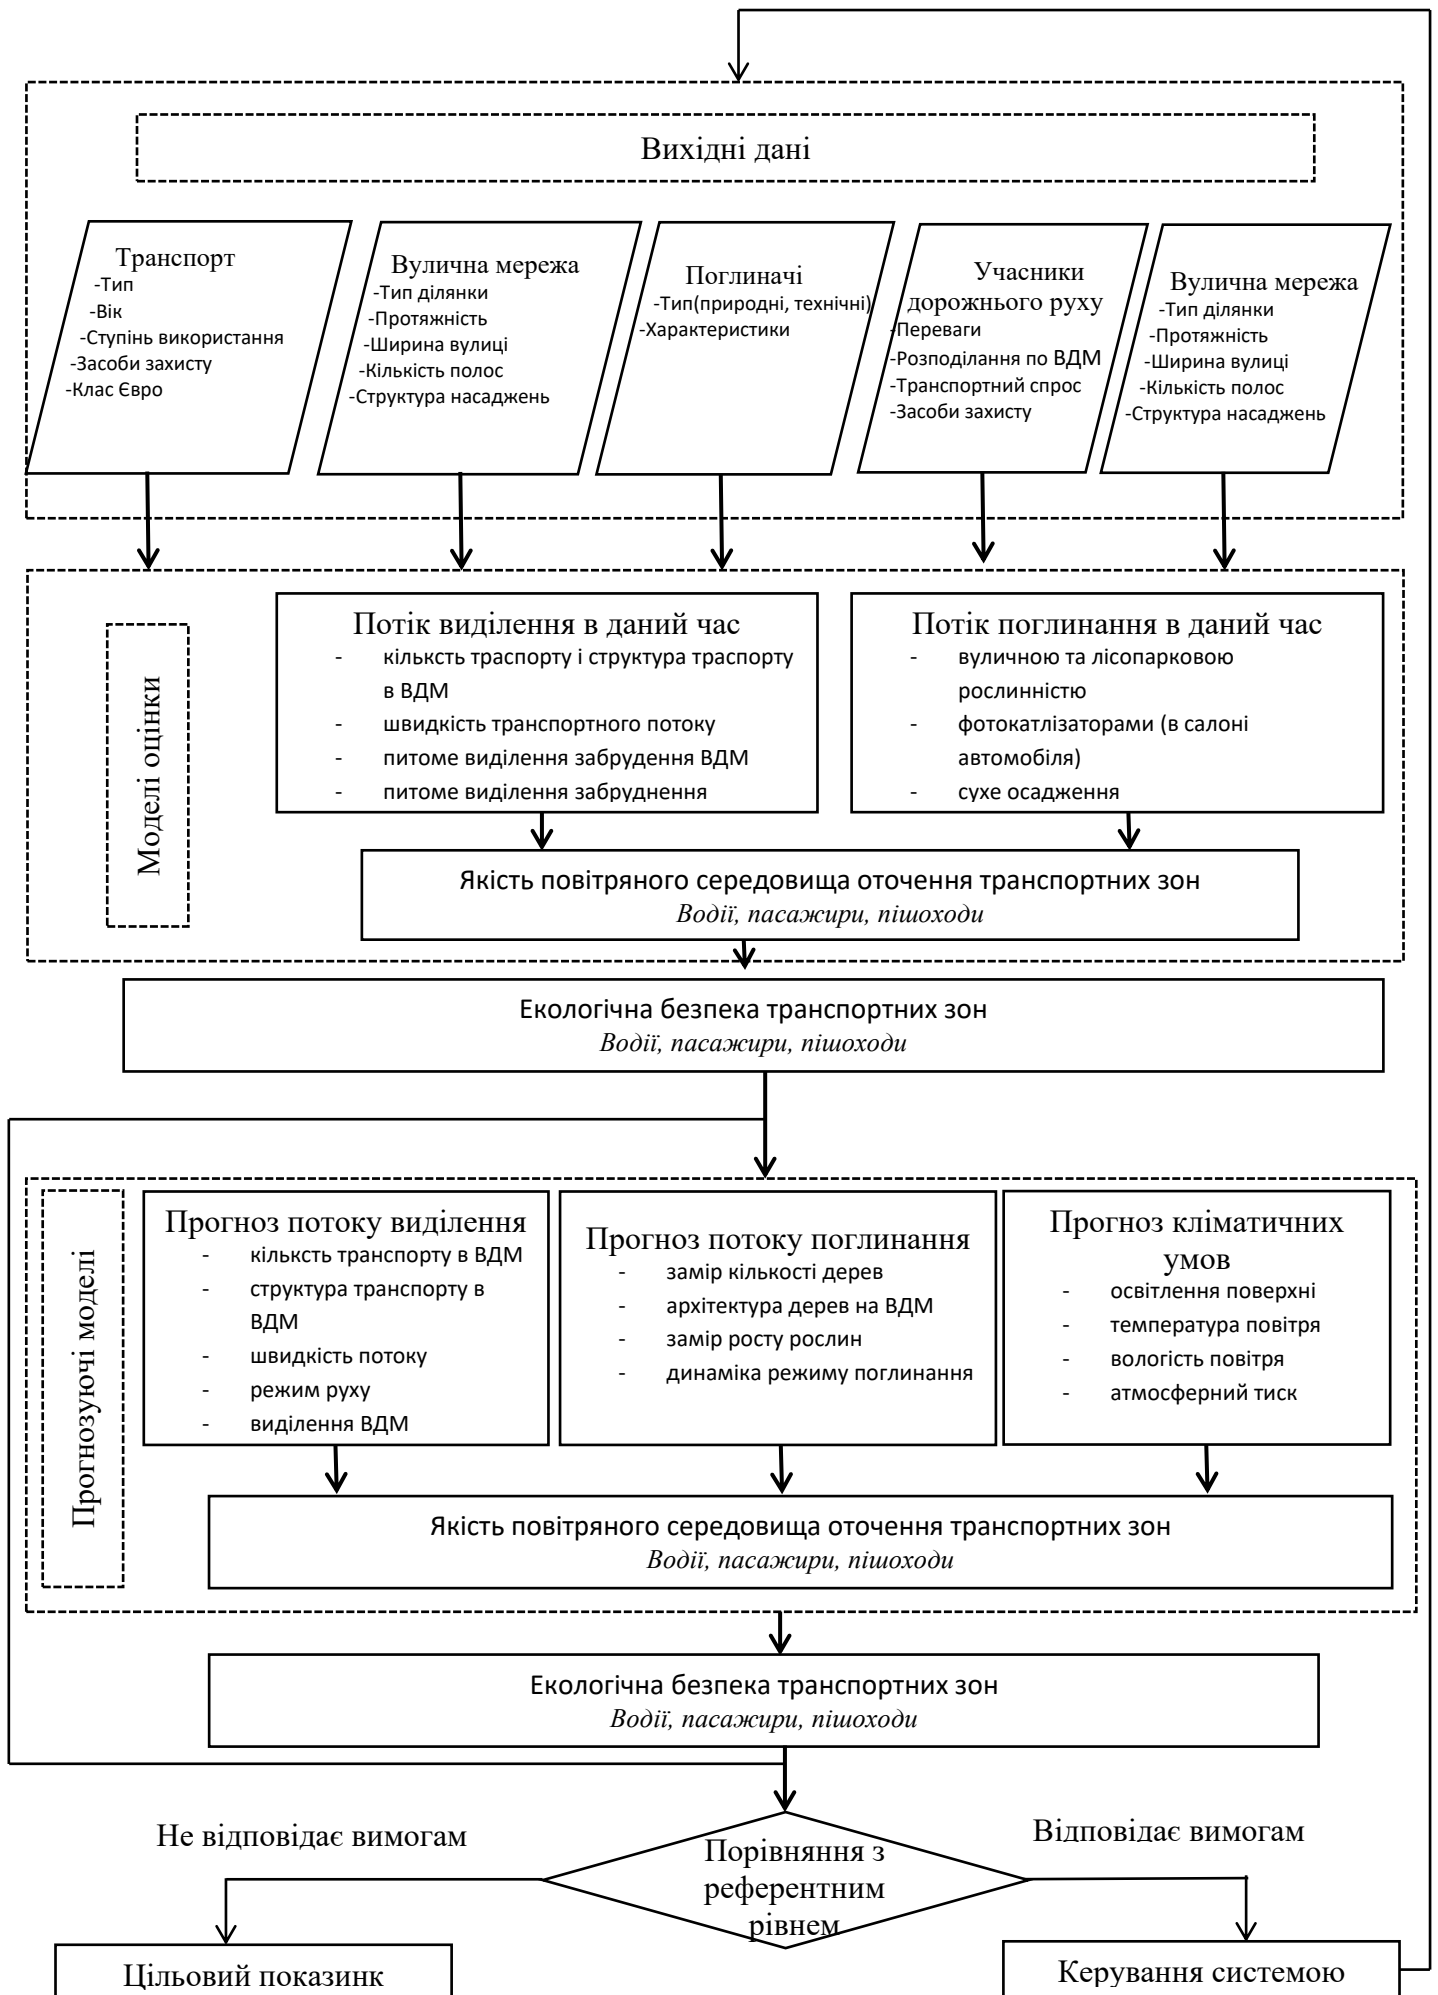 Вихідні дані
Транспорт
-Тип
-Вік
-Ступінь використання
-Засоби захисту
-Клас Євро
Вулична мережа
-Тип ділянки
-Протяжність
-Ширина вулиці
-Кількість полос
-Структура насаджень
Поглиначі
-Тип(природні, технічні)
-Характеристики
Учасники
дорожнього руху
-Переваги
-Розподілання по ВДМ
-Транспортний спрос
-Засоби захисту
Вулична мережа
-Тип ділянки
-Протяжність
-Ширина вулиці
-Кількість полос
-Структура насаджень
Моделі оцінки
Потік виділення в даний час
- кільксть траспорту і структура траспорту
в ВДМ
- швидкість транспортного потоку
- питоме виділення забрудення ВДМ
- питоме виділення забруднення
Потік поглинання в даний час
- вуличною та лісопарковою
рослинністю
- фотокатлізаторами (в салоні
автомобіля)
- сухе осадження
Якість повітряного середовища оточення транспортних зон
Водії, пасажири, пішоходи
Екологічна безпека транспортних зон
Водії, пасажири, пішоходи
Прогнозуючі моделі
Прогноз потоку виділення
- кільксть транспорту в ВДМ
- структура транспорту в
ВДМ
- швидкість потоку
- режим руху
- виділення ВДМ
Прогноз потоку поглинання
- замір кількості дерев
- архітектура дерев на ВДМ
- замір росту рослин
- динаміка режиму поглинання
Прогноз кліматичних
умов
- освітлення поверхні
- температура повітря
- вологість повітря
- атмосферний тиск
Якість повітряного середовища оточення транспортних зон
Водії, пасажири, пішоходи
Екологічна безпека транспортних зон
Водії, пасажири, пішоходи
Не відповідає вимогам
Відповідає вимогам
Порівняння з
референтним
рівнем
Цільовий показинк
Керування системою